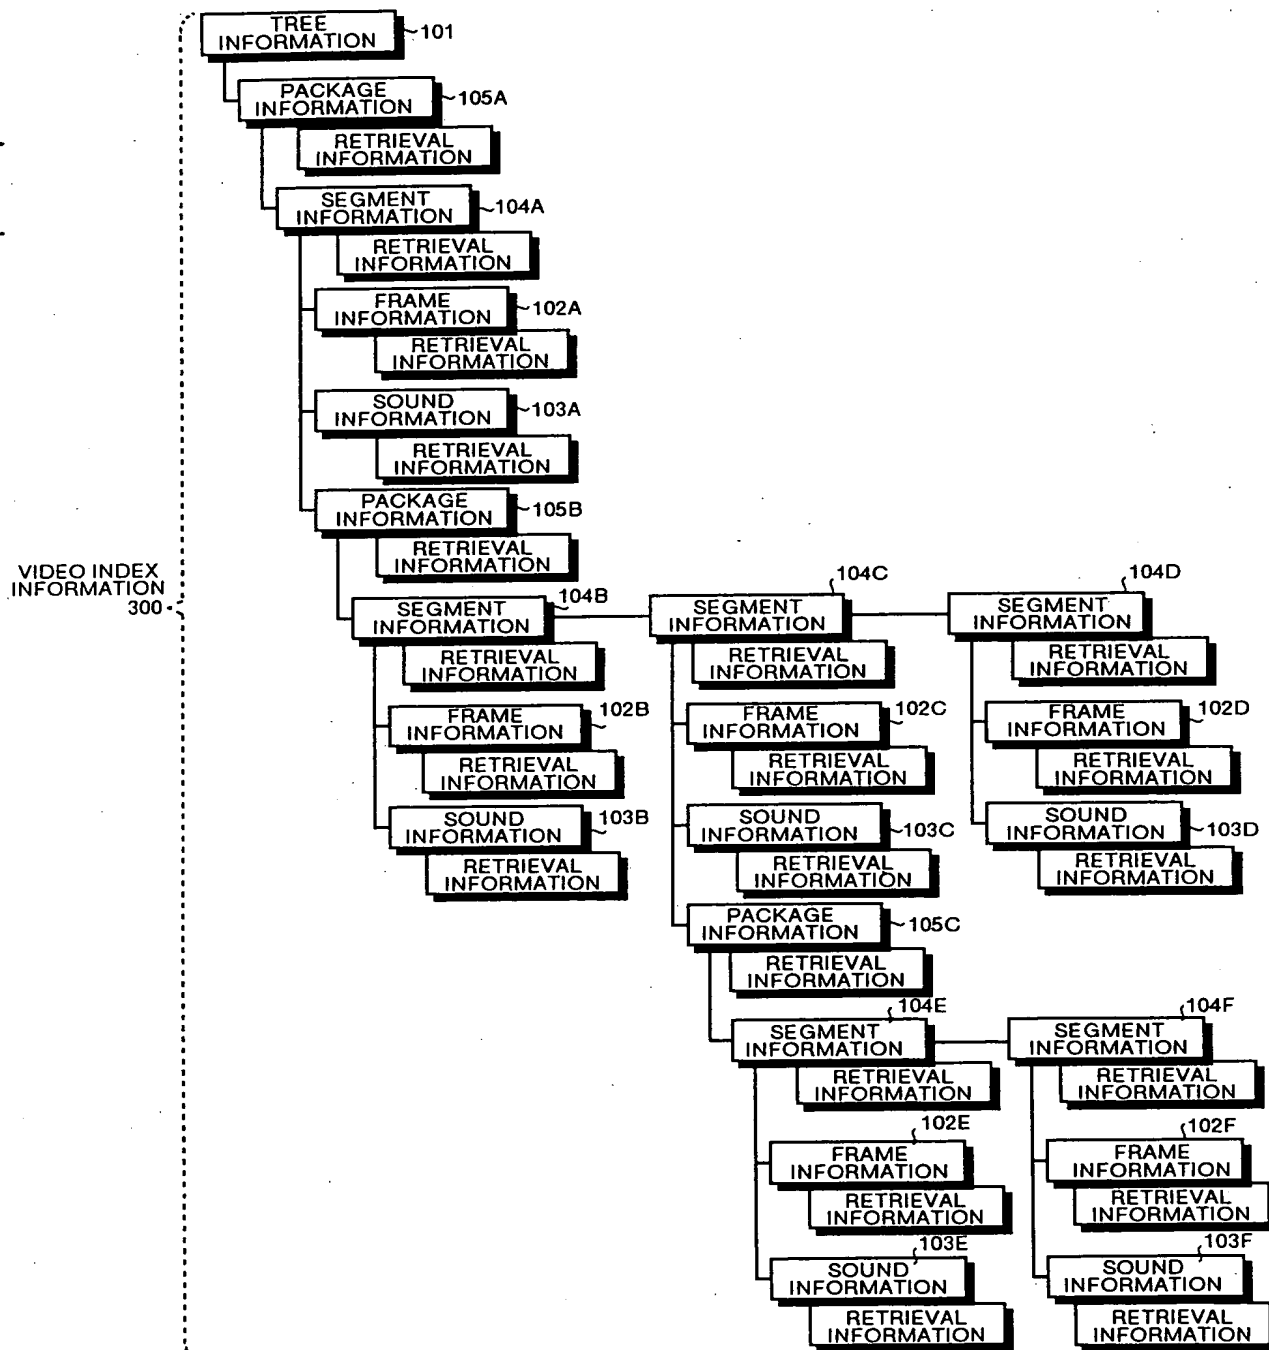 TREE
INFORMATION
101
PACKAGE
INFORMATION
105A
RETRIEVAL
INFORMATION
SEGMENT
INFORMATION
104A
RETRIEVAL
INFORMATION
FRAME
INFORMATION
102A
RETRIEVAL
INFORMATION
SOUND
INFORMATION
103A
RETRIEVAL
INFORMATION
PACKAGE
INFORMATION
105B
RETRIEVAL
INFORMATION
VIDEO INDEX
INFORMATION
300
SEGMENT
INFORMATION
104B
RETRIEVAL
INFORMATION
FRAME
INFORMATION
102B
RETRIEVAL
INFORMATION
SOUND
INFORMATION
103B
RETRIEVAL
INFORMATION
SEGMENT
INFORMATION
104C
RETRIEVAL
INFORMATION
FRAME
INFORMATION
102C
RETRIEVAL
INFORMATION
SOUND
INFORMATION
103C
RETRIEVAL
INFORMATION
PACKAGE
INFORMATION
105C
RETRIEVAL
INFORMATION
SEGMENT
INFORMATION
104D
RETRIEVAL
INFORMATION
FRAME
INFORMATION
102D
RETRIEVAL
INFORMATION
SOUND
INFORMATION
103D
RETRIEVAL
INFORMATION
SEGMENT
INFORMATION
104E
RETRIEVAL
INFORMATION
FRAME
INFORMATION
102E
RETRIEVAL
INFORMATION
SOUND
INFORMATION
103E
RETRIEVAL
INFORMATION
SEGMENT
INFORMATION
104F
RETRIEVAL
INFORMATION
FRAME
INFORMATION
102F
RETRIEVAL
INFORMATION
SOUND
INFORMATION
103F
RETRIEVAL
INFORMATION